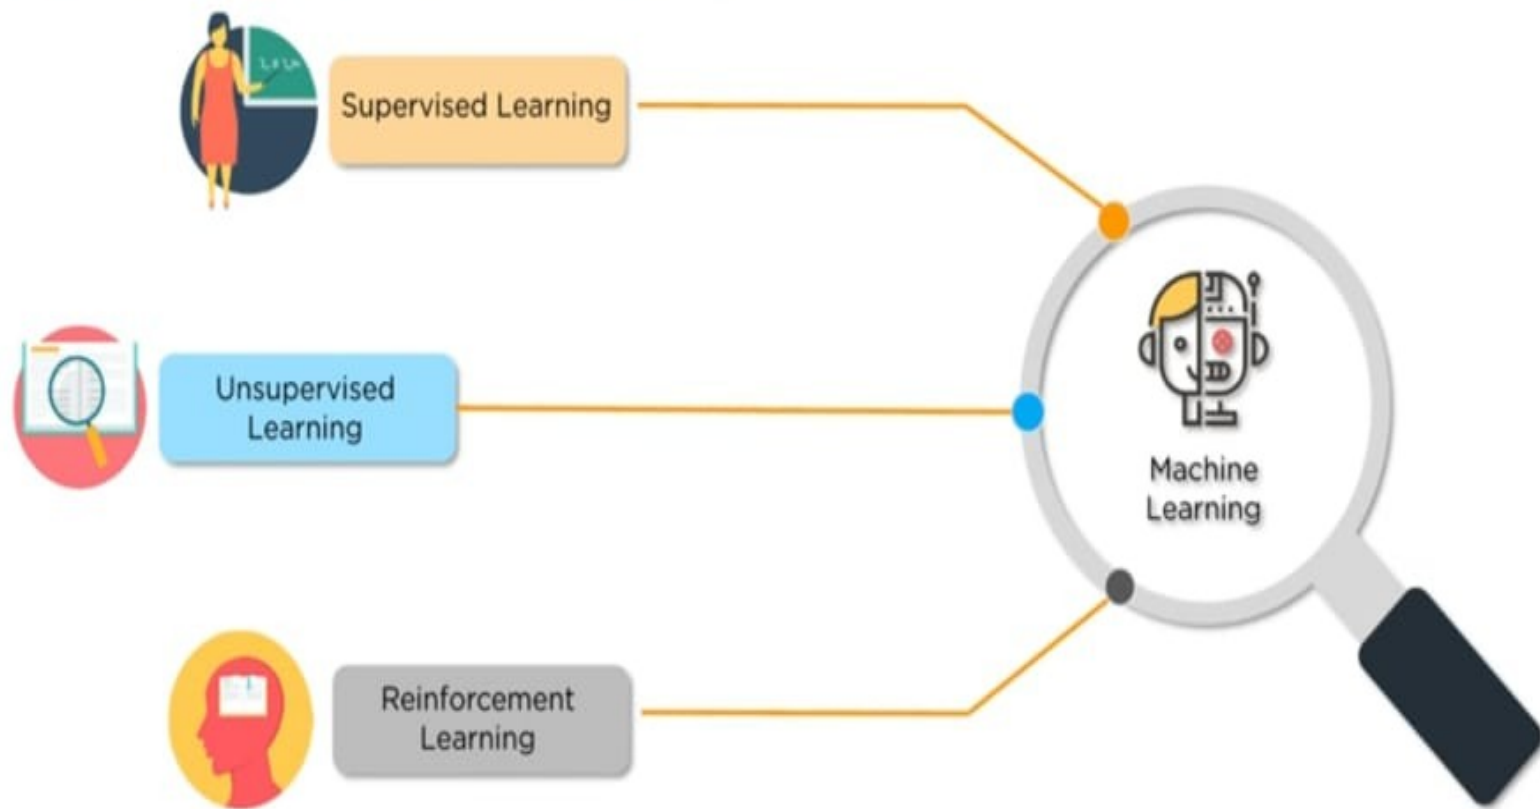 Supervised Learning
Unsupervised
Learning
Machine
Learning
Reinforcement
Learning